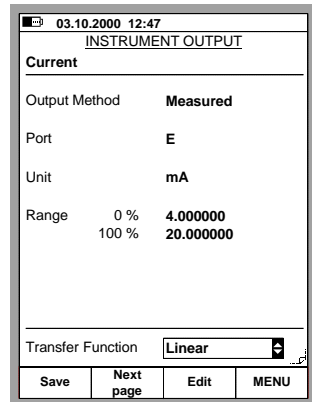 03.10.2000 12:47
INSTRUMENT OUTPUT
Current
Output Method Measured
Port E
Unit mA
Range 0 % 4.000000
100 % 20.000000
Transfer Function Linear
Save Next page Edit MENU